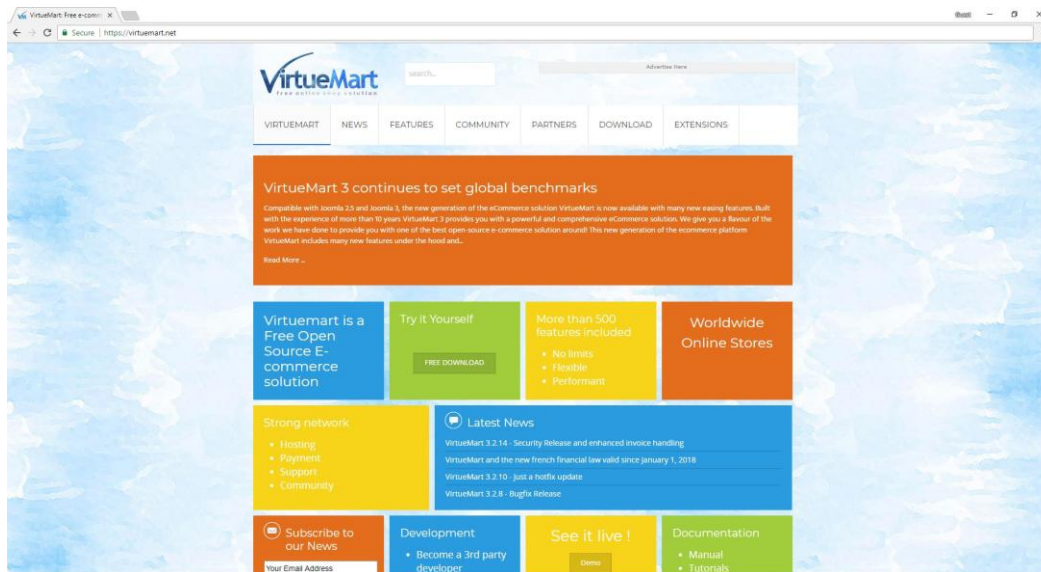 VirtueMart: Free e-comm
Guest
Secure | https://virtuemart.net
VirtueMart
free online shop solution
search...
Advertise Here
VIRTUEMART NEWS FEATURES COMMUNITY PARTNERS DOWNLOAD EXTENSIONS
VirtueMart 3 continues to set global benchmarks
Compatible with Joomla 2.5 and Joomla 3, the new generation of the eCommerce solution VirtueMart is now available with many new easing features. Built
with the experience of more than 10 years VirtueMart 3 provides you with a powerful and comprehensive eCommerce solution. We give you a flavour of the
work we have done to provide you with one of the best open-source e-commerce solution around! This new generation of the ecommerce platform
VirtueMart includes many new features under the hood and...
Read More ...
Virtuemart is a
Free Open
Source E-
commerce
solution
Try it Yourself
FREE DOWNLOAD
More than 500
features included
• No limits
• Flexible
• Performant
Worldwide
Online Stores
Strong network
• Hosting
• Payment
• Support
• Community
Latest News
VirtueMart 3.2.14 - Security Release and enhanced invoice handling
VirtueMart and the new french financial law valid since January 1, 2018
VirtueMart 3.2.10 - just a hotfix update
VirtueMart 3.2.8 - Bugfix Release
Subscribe to
our News
Your Email Address
Development
• Become a 3rd party
developer
See it live !
Demo
Documentation
• Manual
• Tutorials